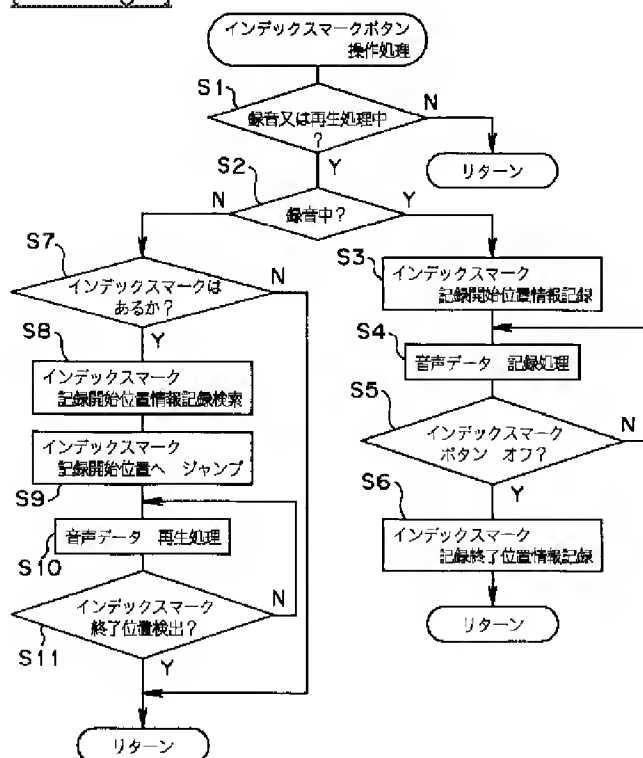 インデックスマークボタン
操作処理
S1
録音又は再生処理中
?
N
Y
リターン
S2
録音中?
N
Y
S7
インデックスマークは
あるか?
N
Y
S8
インデックスマーク
記録開始位置情報記録検索
インデックスマーク
記録開始位置へ ジャンプ
S9
音声データ 再生処理
S10
インデックスマーク
終了位置検出?
N
S11
Y
リターン
S3
インデックスマーク
記録開始位置情報記録
S4
音声データ 記録処理
S5
インデックスマーク
ボタン オフ?
N
Y
S6
インデックスマーク
記録終了位置情報記録
リターン